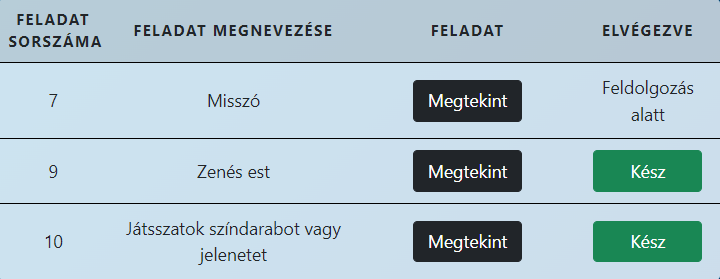 FELADAT SORSZÁMA FELADAT MEGNEVEZÉSE FELADAT ELVÉGEZVE
7 Misszó Megtekint Feldolgozás alatt
9 Zenés est Megtekint Kész
10 Játsszatok színdarabot vagy jelenetet Megtekint Kész